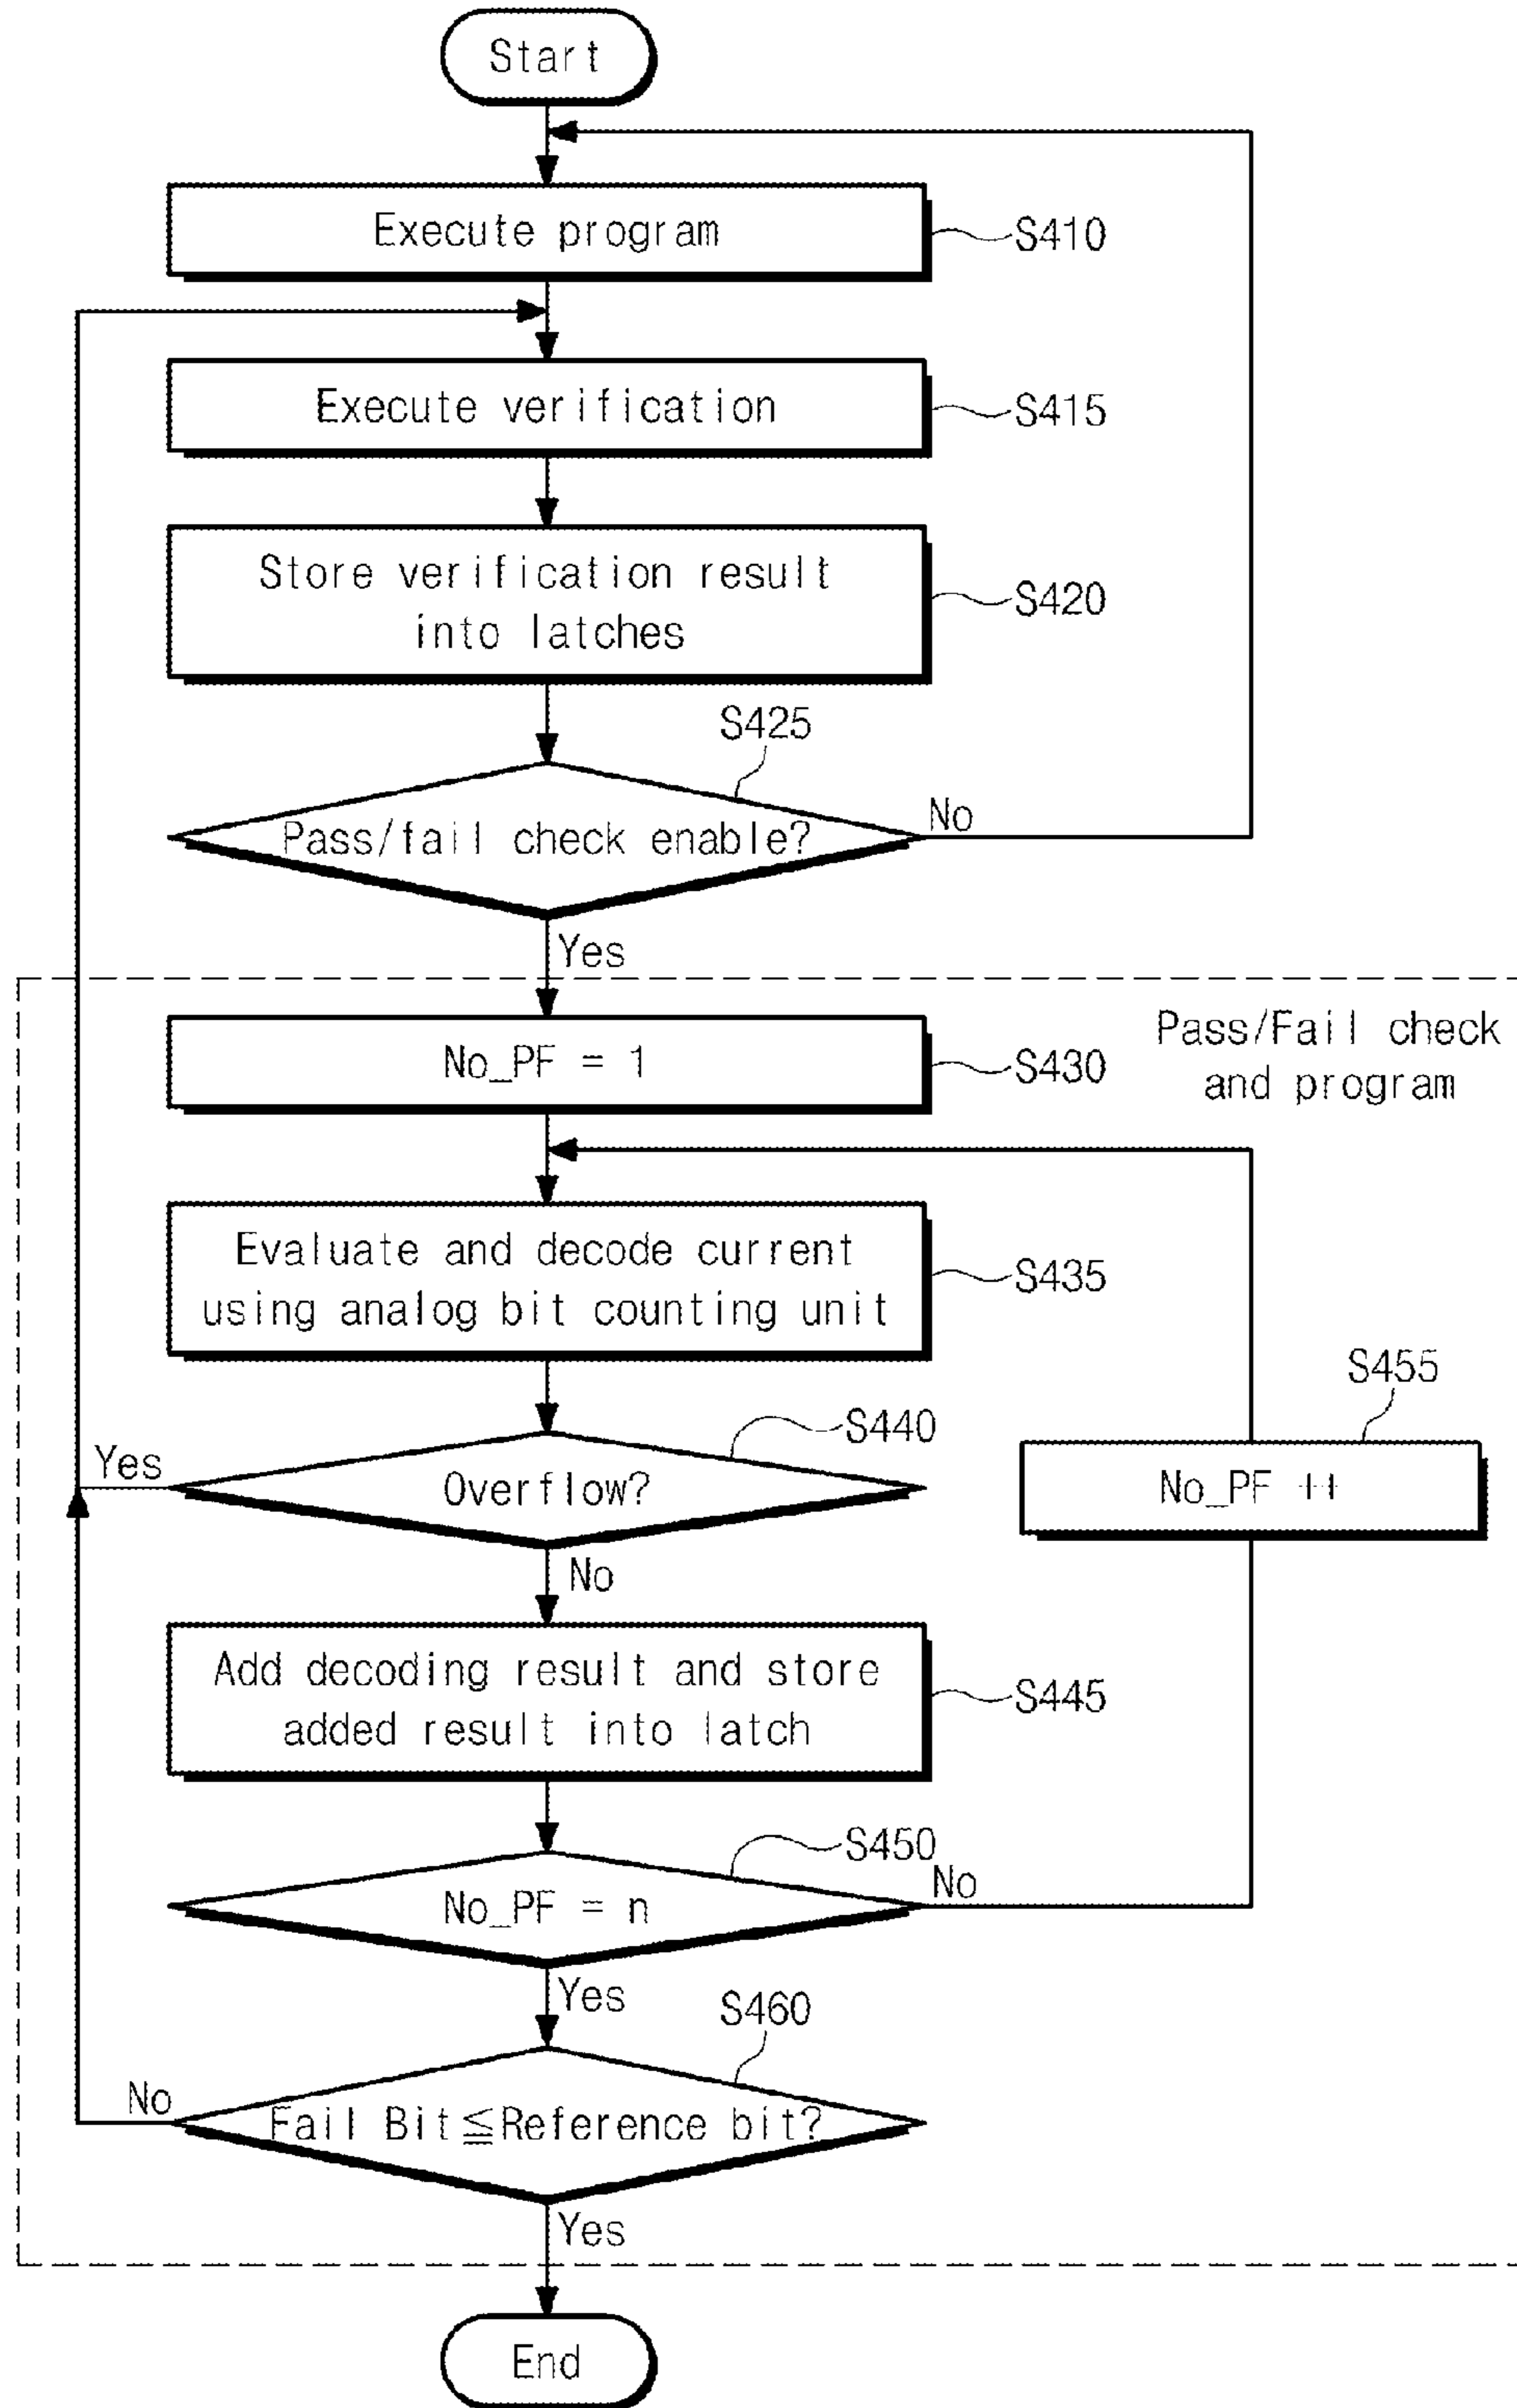 Start
Execute program
S410
Execute verification
S415
Store verification result
into latches
S420
S425
Pass/fail check enable?
No
Yes
Pass/Fail check
and program
No_PF = 1
S430
Evaluate and decode current
using analog bit counting unit
S435
S455
No_PF ++
S440
Overflow?
Yes
No
Add decoding result and store
added result into latch
S445
S450
No_PF = n
No
Yes
S460
Fail Bit≦Reference bit?
No
Yes
End